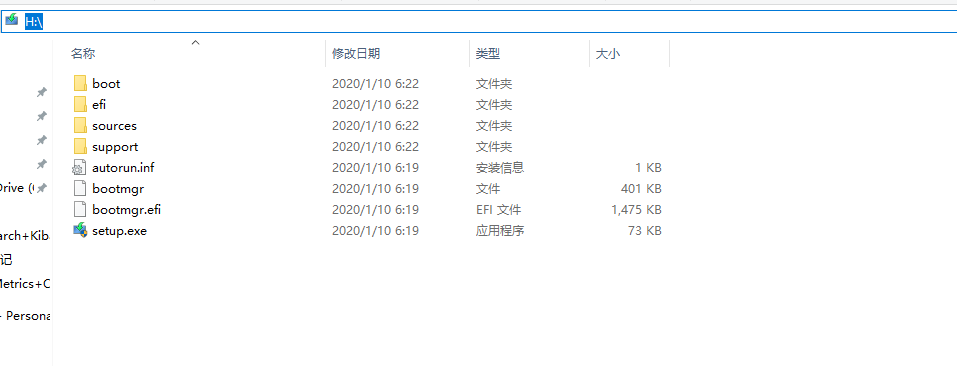 H:\
名称 修改日期 类型 大小
boot 2020/1/10 6:22 文件夹
efi 2020/1/10 6:22 文件夹
sources 2020/1/10 6:22 文件夹
support 2020/1/10 6:22 文件夹
autorun.inf 2020/1/10 6:19 安装信息 1 KB
bootmgr 2020/1/10 6:19 文件 401 KB
bootmgr.efi 2020/1/10 6:19 EFI 文件 1,475 KB
setup.exe 2020/1/10 6:19 应用程序 73 KB
Drive (
arch+Kiba
记
Metrics+C
- Persona